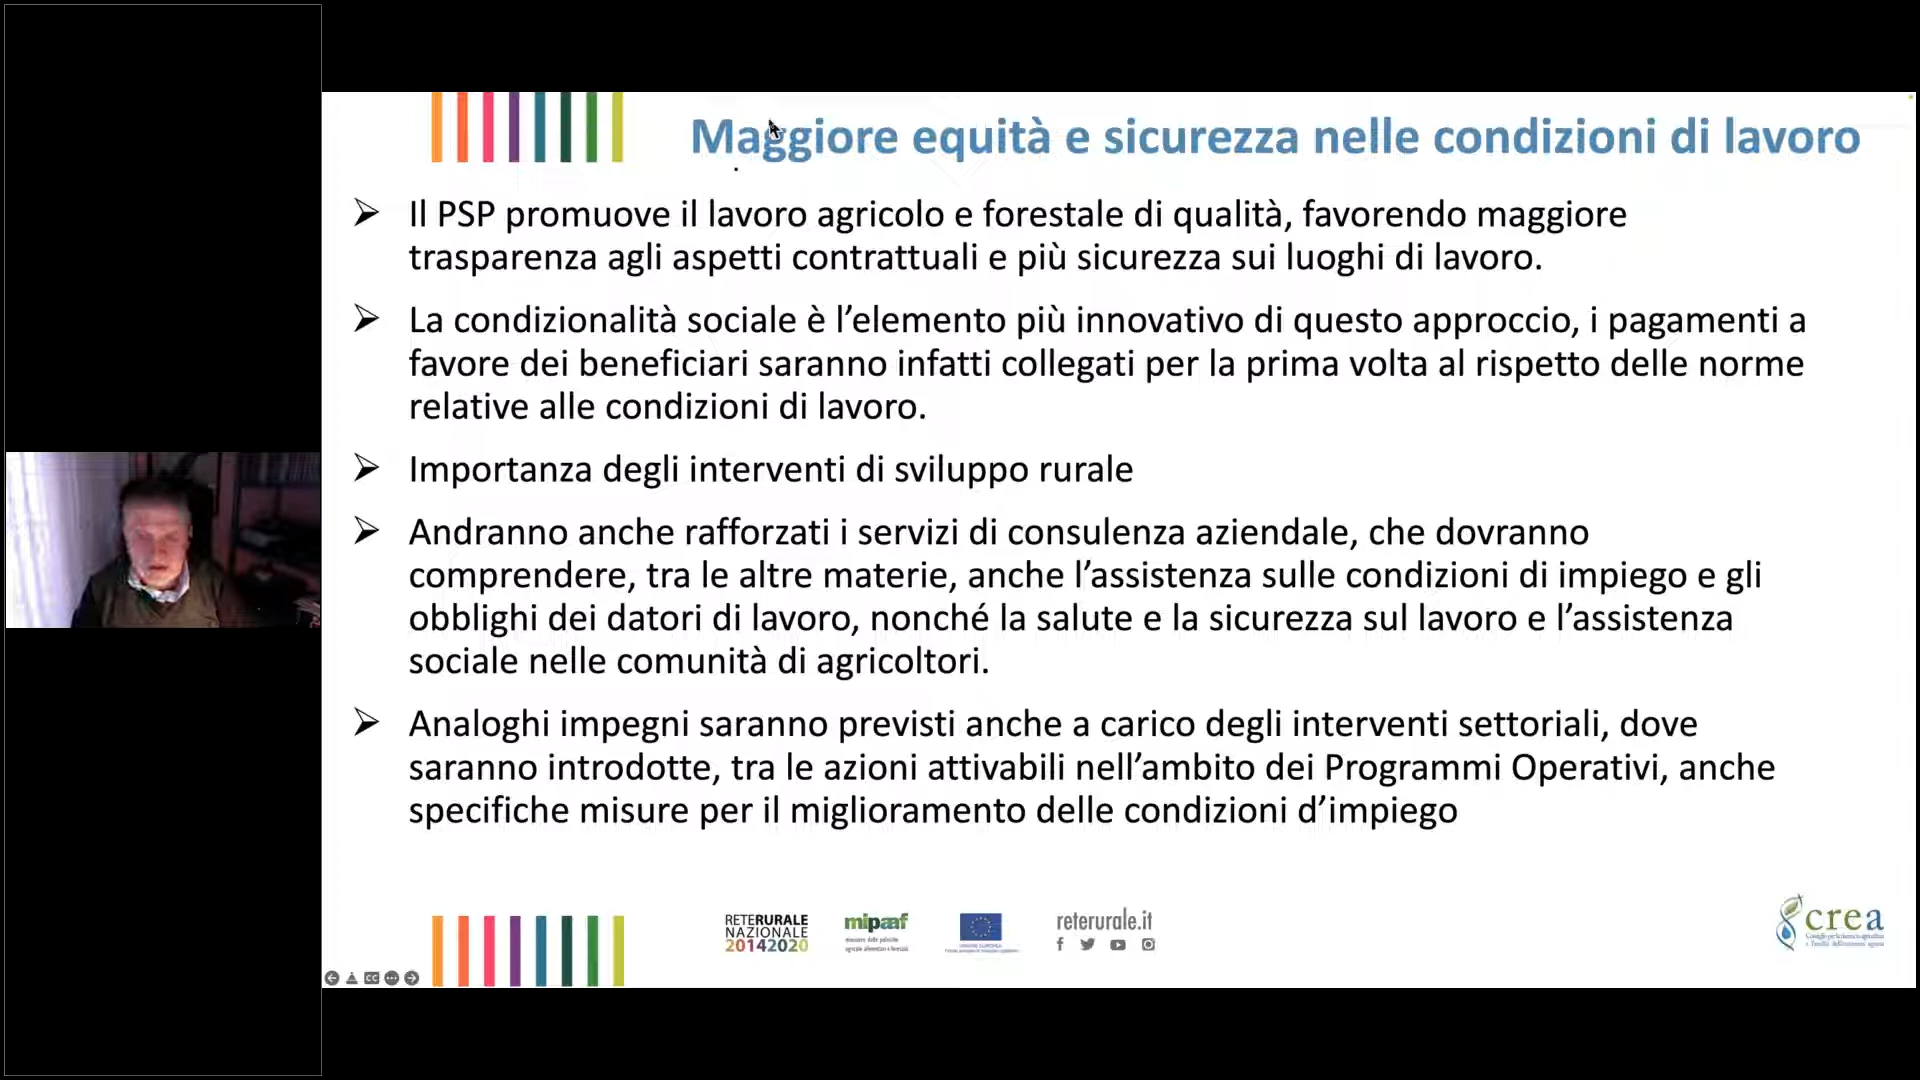 Maggiore equità e sicurezza nelle condizioni di lavoro
Il PSP promuove il lavoro agricolo e forestale di qualità, favorendo maggiore
trasparenza agli aspetti contrattuali e più sicurezza sui luoghi di lavoro.
La condizionalità sociale è l’elemento più innovativo di questo approccio, i pagamenti a
favore dei beneficiari saranno infatti collegati per la prima volta al rispetto delle norme
relative alle condizioni di lavoro.
Importanza degli interventi di sviluppo rurale
Andranno anche rafforzati i servizi di consulenza aziendale, che dovranno
comprendere, tra le altre materie, anche l’assistenza sulle condizioni di impiego e gli
obblighi dei datori di lavoro, nonché la salute e la sicurezza sul lavoro e l’assistenza
sociale nelle comunità di agricoltori.
Analoghi impegni saranno previsti anche a carico degli interventi settoriali, dove
saranno introdotte, tra le azioni attivabili nell’ambito dei Programmi Operativi, anche
specifiche misure per il miglioramento delle condizioni d’impiego
RETERURALE
NAZIONALE
20142020
mipaaf
reterurale.it
crea
CC